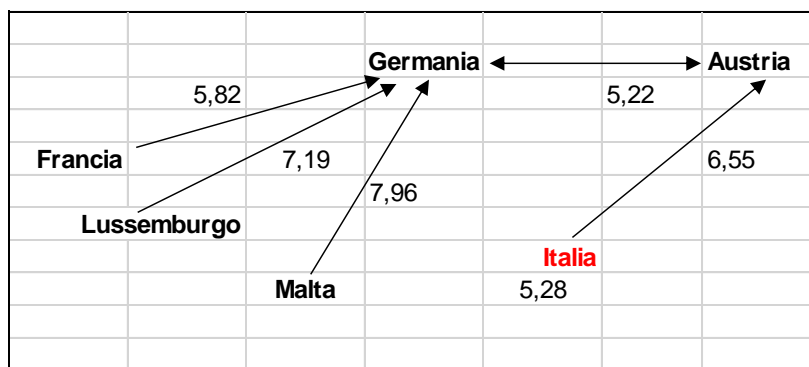 Germania Austria
5,82 5,22
Francia 7,19 6,55
7,96
Lussemburgo
Italia
Malta 5,28